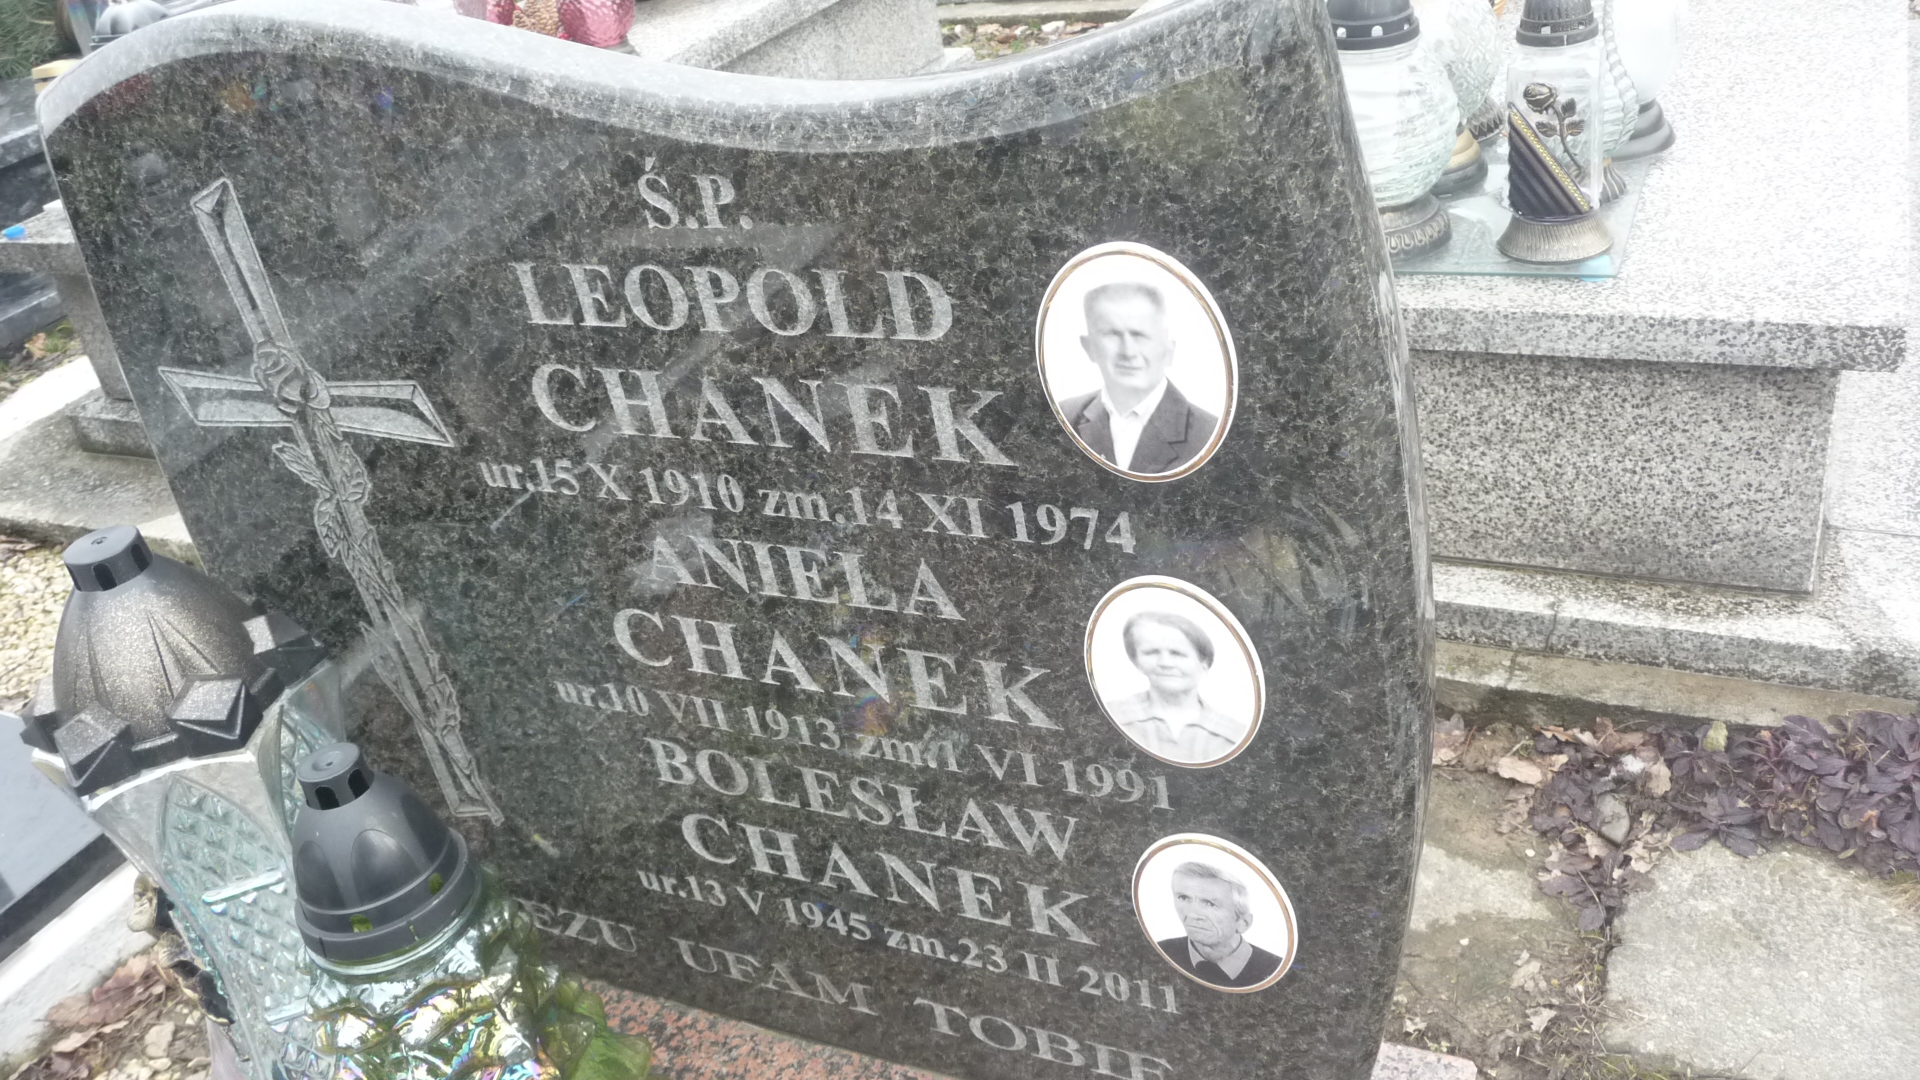 Ś.P.
LEOPOLD
CHANEK
ur.15 X 1910 zm.14 XI 1974
ANIELA
CHANEK
ur.10 VII 1913 zm.1 VI 1991
BOLESŁAW
CHANEK
ur.13 V 1945 zm.23 II 2011
UFAM TOBIE